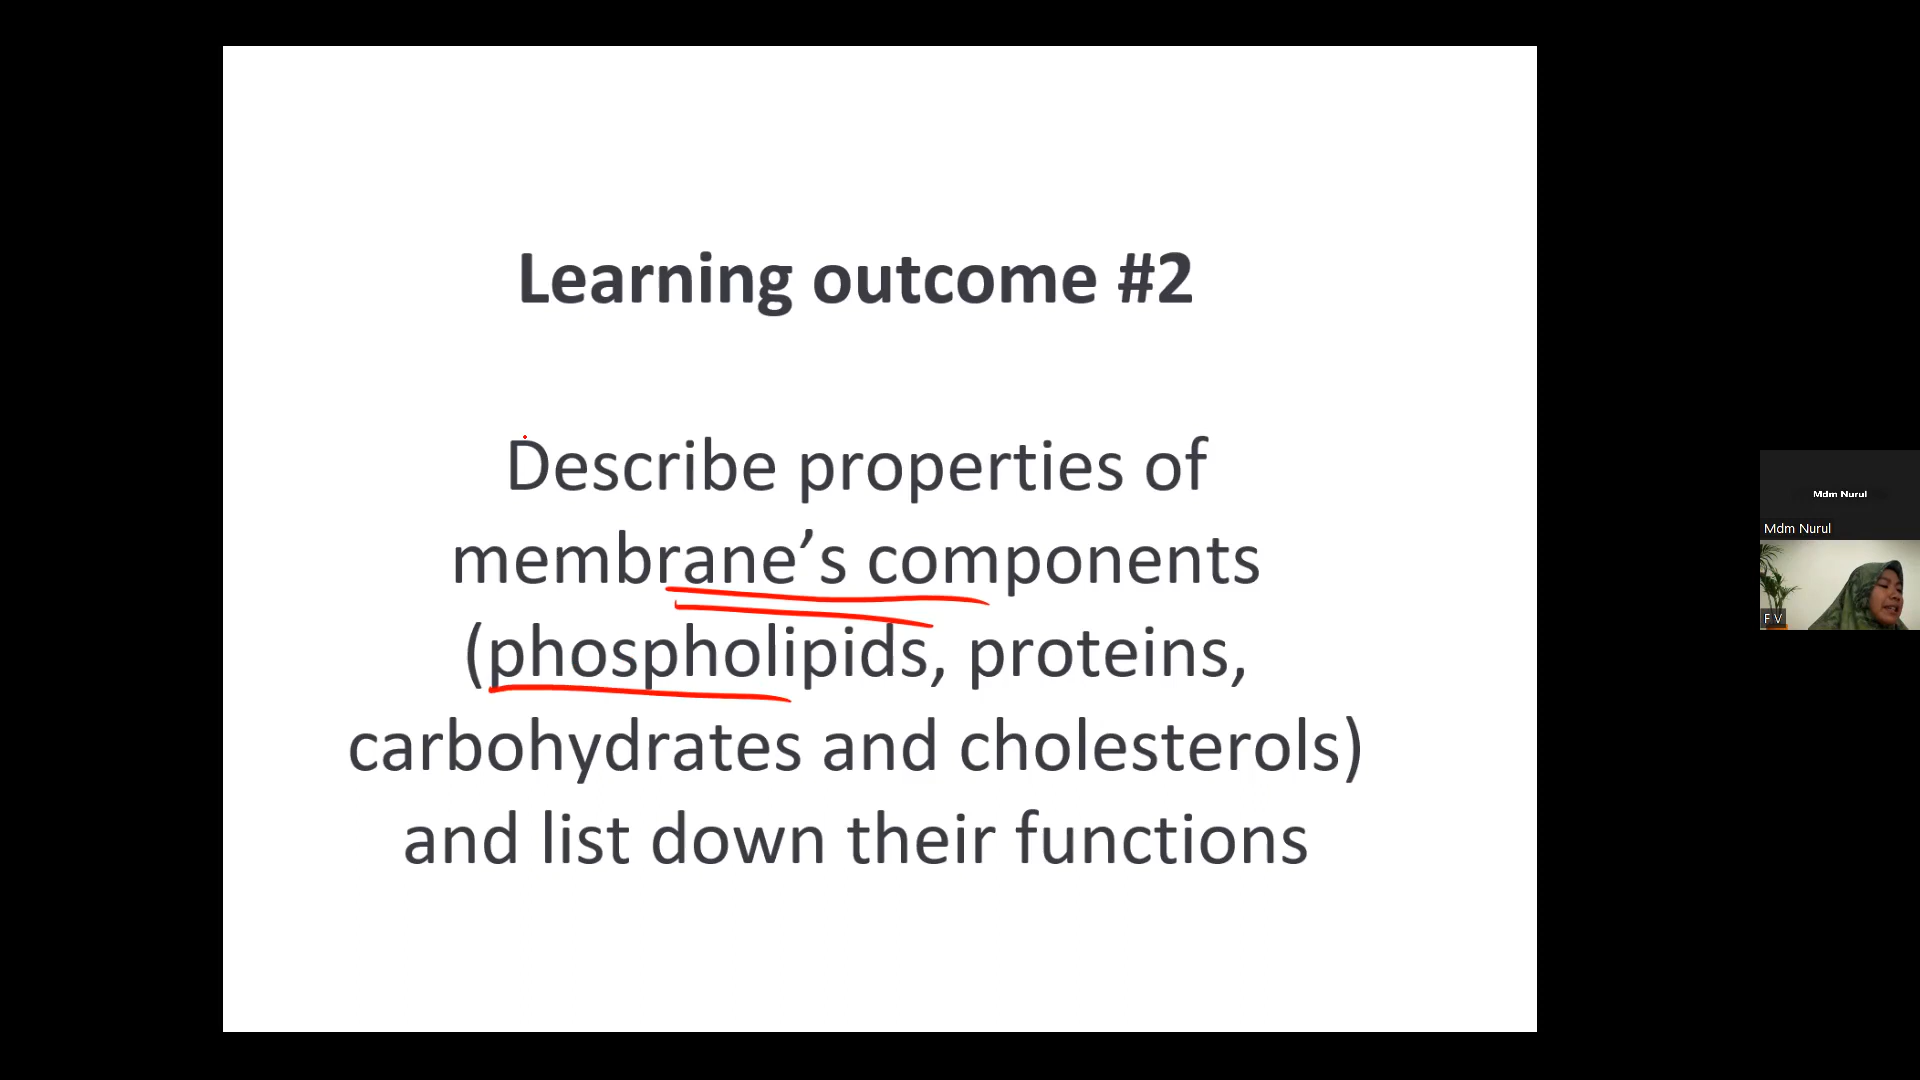 Learning outcome #2
Describe properties of
membrane’s components
(phospholipids, proteins,
carbohydrates and cholesterols)
and list down their functions
Mdm Nurul
Mdm Nurul
F V